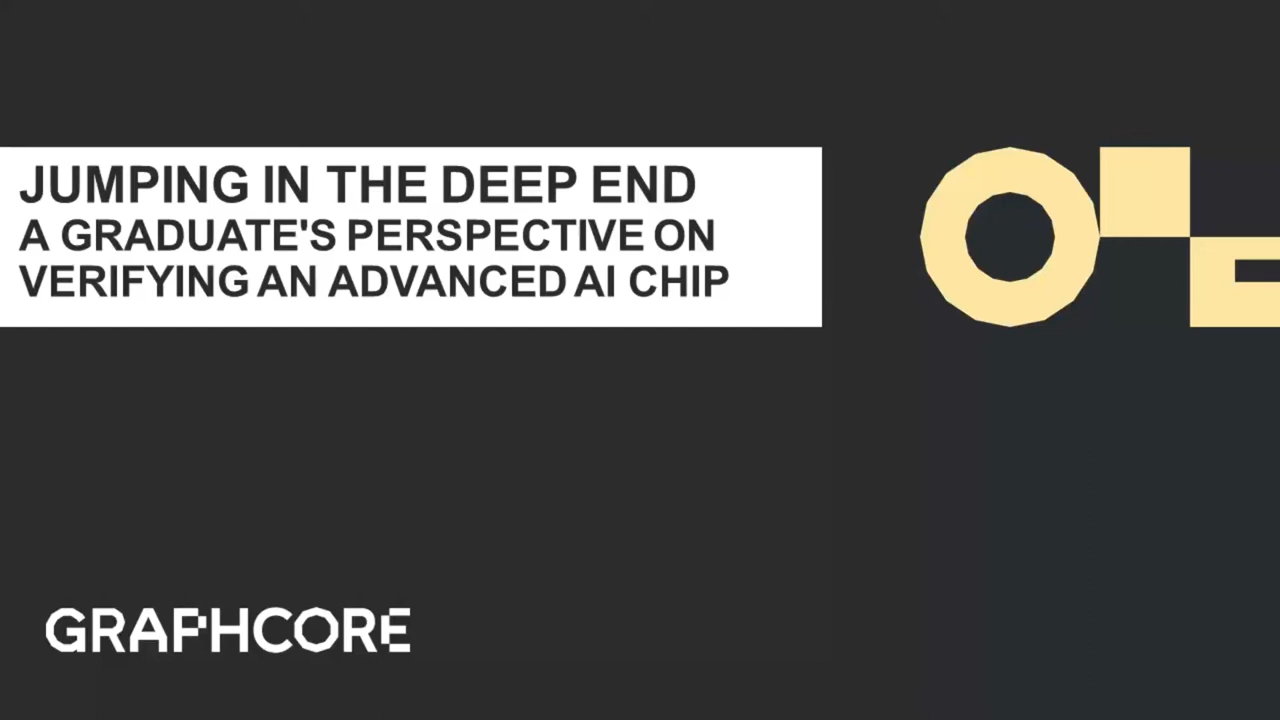 JUMPING IN THE DEEP END
A GRADUATE'S PERSPECTIVE ON
VERIFYING AN ADVANCED AI CHIP
GRAPHCORE